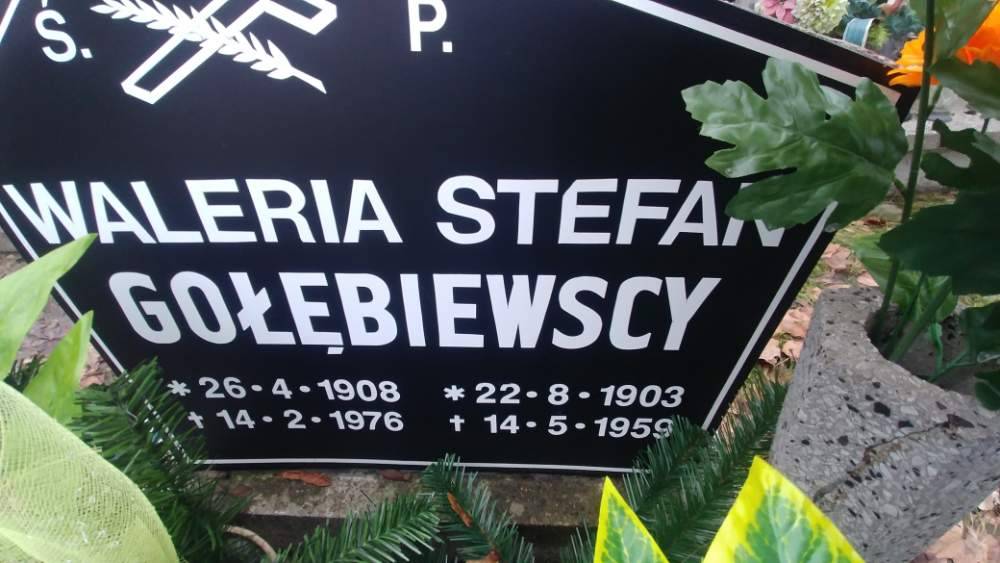 Ś. P.
WALERIA STEFAN
GOŁĘBIEWSCY
* 26·4·1908 * 22·8·1903
† 14·2·1976 † 14·5·1959